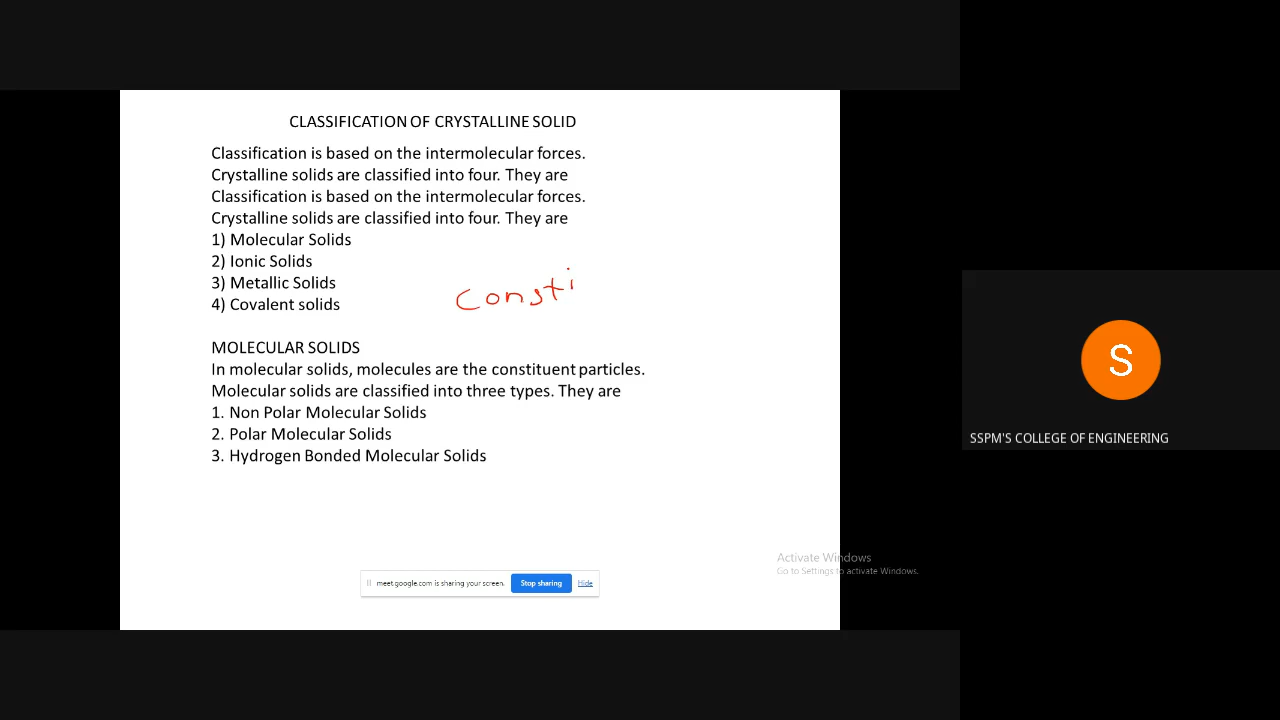 CLASSIFICATION OF CRYSTALLINE SOLID
Classification is based on the intermolecular forces.
Crystalline solids are classified into four. They are
Classification is based on the intermolecular forces.
Crystalline solids are classified into four. They are
1) Molecular Solids
2) Ionic Solids
3) Metallic Solids
4) Covalent solids
Consti
MOLECULAR SOLIDS
In molecular solids, molecules are the constituent particles.
Molecular solids are classified into three types. They are
1. Non Polar Molecular Solids
2. Polar Molecular Solids
3. Hydrogen Bonded Molecular Solids
S
SSPM'S COLLEGE OF ENGINEERING
Activate Windows
Go to Settings to activate Windows.
meet.google.com is sharing your screen.
Stop sharing
Hide